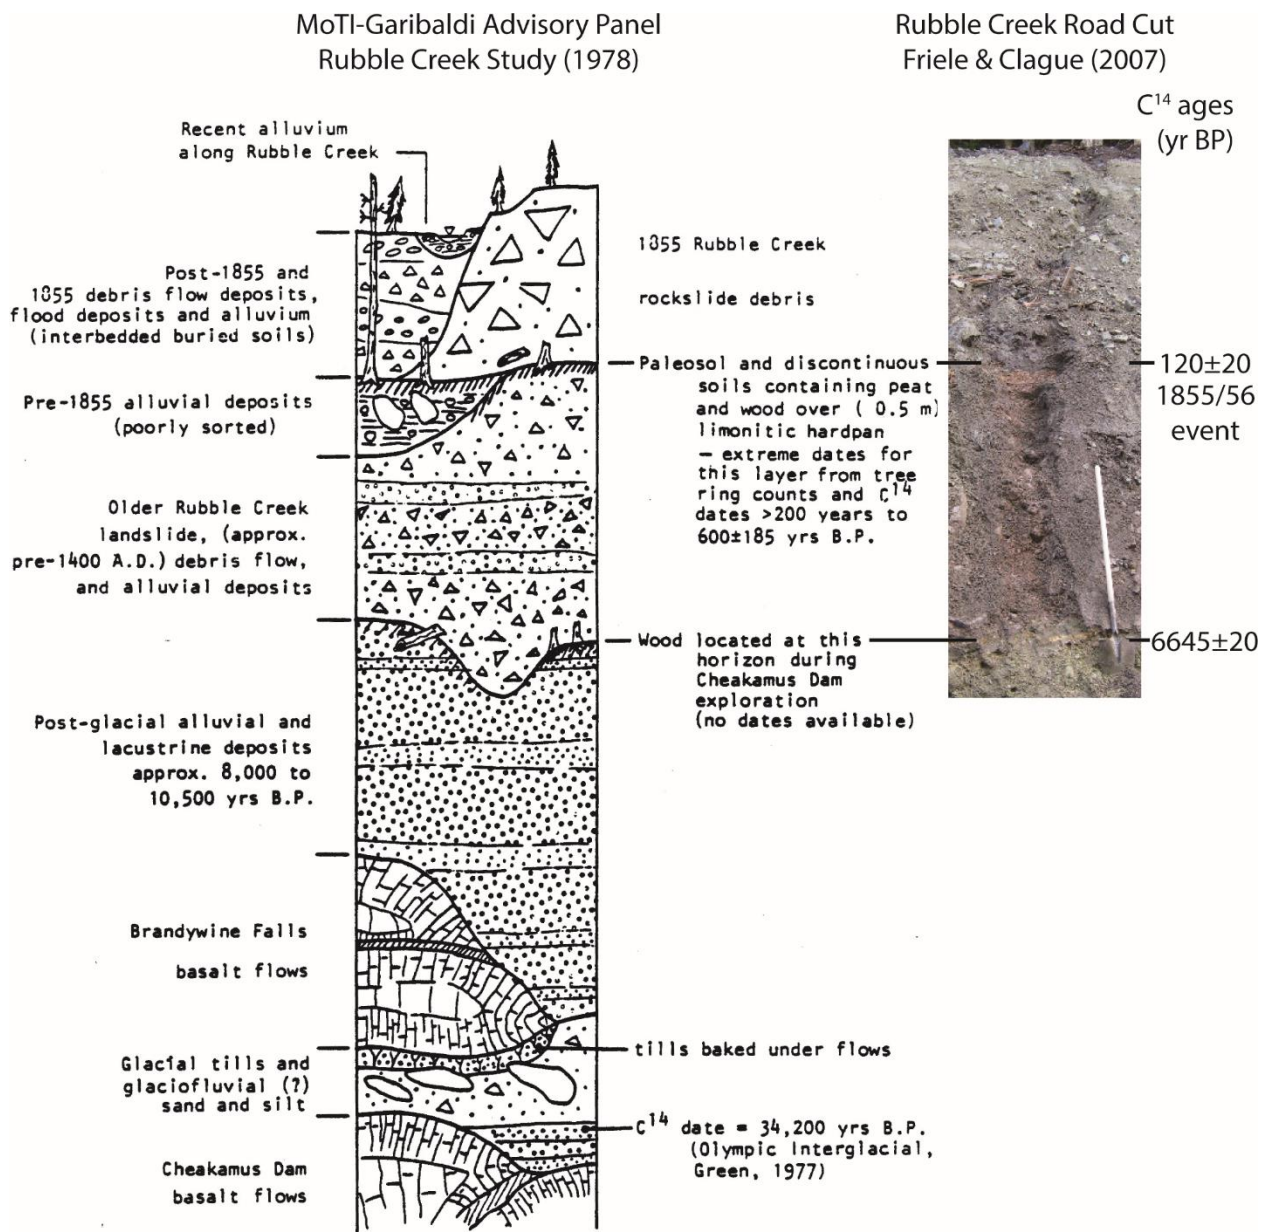 MoTI-Garibaldi Advisory Panel
Rubble Creek Study (1978)
Rubble Creek Road Cut
Friele & Clague (2007)
C¹⁴ ages
(yr BP)
Recent alluvium
along Rubble Creek
Post-1855 and
1855 debris flow deposits,
flood deposits and alluvium
(interbedded buried soils)
Pre-1855 alluvial deposits
(poorly sorted)
Older Rubble Creek
landslide, (approx.
pre-1400 A.D.) debris flow,
and alluvial deposits
Post-glacial alluvial and
lacustrine deposits
approx. 8,000 to
10,500 yrs B.P.
Brandywine Falls
basalt flows
Glacial tills and
glaciofluvial (?)
sand and silt
Cheakamus Dam
basalt flows
1855 Rubble Creek
rockslide debris
Paleosol and discontinuous
soils containing peat
and wood over ( 0.5 m)
limonitic hardpan
— extreme dates for
this layer from tree
ring counts and C¹⁴
dates >200 years to
600±185 yrs B.P.
Wood located at this
horizon during
Cheakamus Dam
exploration
(no dates available)
tills baked under flows
C¹⁴ date = 34,200 yrs B.P.
(Olympic Interglacial,
Green, 1977)
120±20
1855/56
event
6645±20